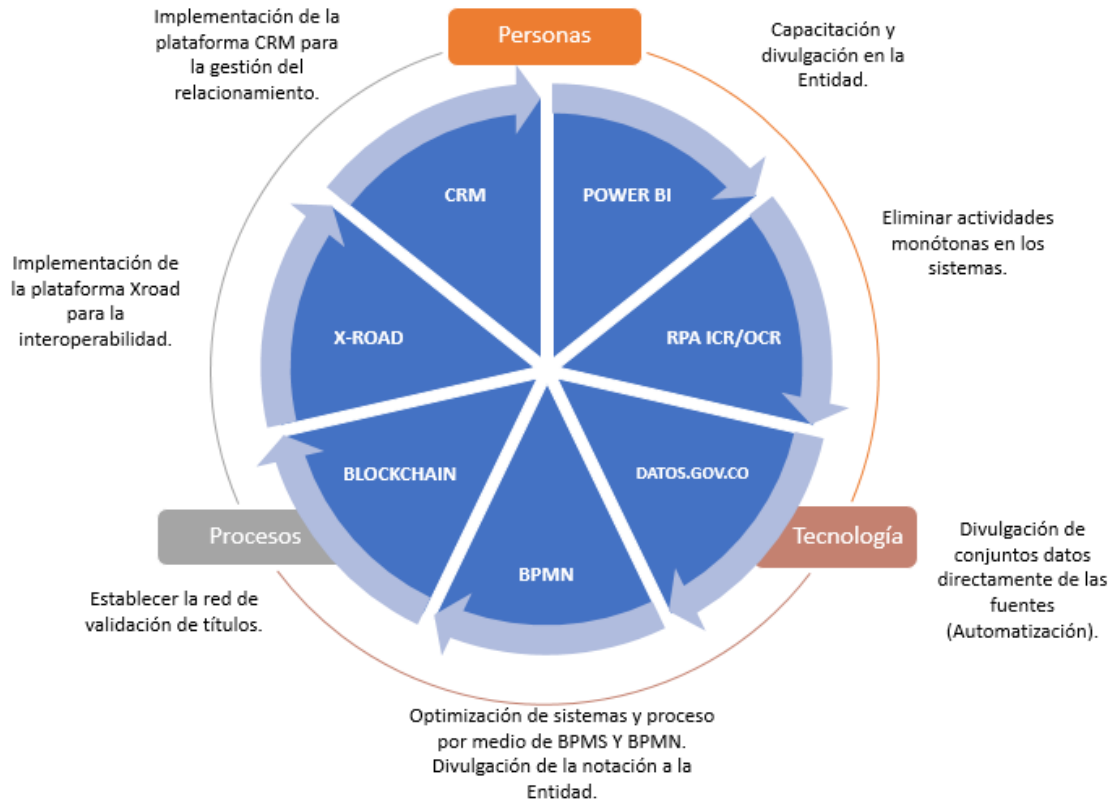 Implementación de la
plataforma CRM para
la gestión del
relacionamiento.
Personas
Capacitación y
divulgación en la
Entidad.
CRM
POWER BI
Eliminar actividades
monótonas en los
sistemas.
Implementación de
la plataforma Xroad
para la
interoperabilidad.
X-ROAD
RPA ICR/OCR
BLOCKCHAIN
DATOS.GOV.CO
Procesos
Tecnología
BPMN
Divulgación de
conjuntos datos
directamente de las
fuentes
(Automatización).
Establecer la red de
validación de títulos.
Optimización de sistemas y proceso
por medio de BPMS Y BPMN.
Divulgación de la notación a la
Entidad.